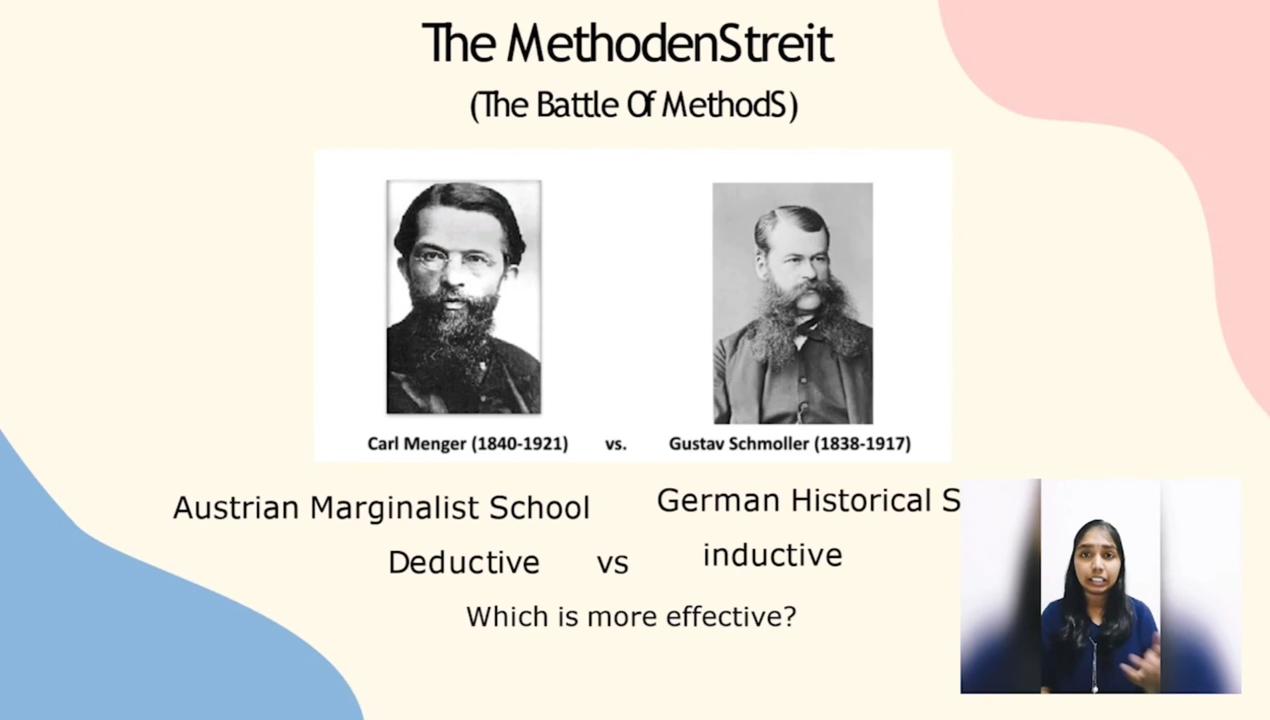 The MethodenStreit
(The Battle Of MethodS)
Carl Menger (1840-1921) vs. Gustav Schmoller (1838-1917)
Austrian Marginalist School German Historical S
Deductive vs inductive
Which is more effective?